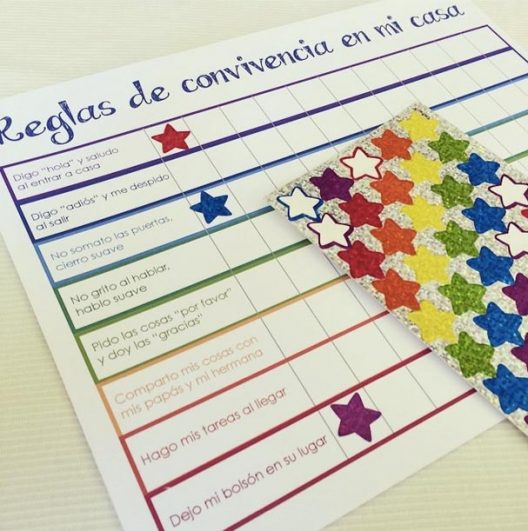 Reglas de convivencia en mi casa
Digo "hola" y saludo
al entrar a casa
Digo "adiós" y me despido
al salir
No somato las puertas,
cierro suave
No grito al hablar,
hablo suave
Pido las cosas "por favor"
y doy las "gracias"
Comparto mis cosas con
mis papás y mi hermana
Hago mis tareas al llegar
Dejo mi bolsón en su lugar